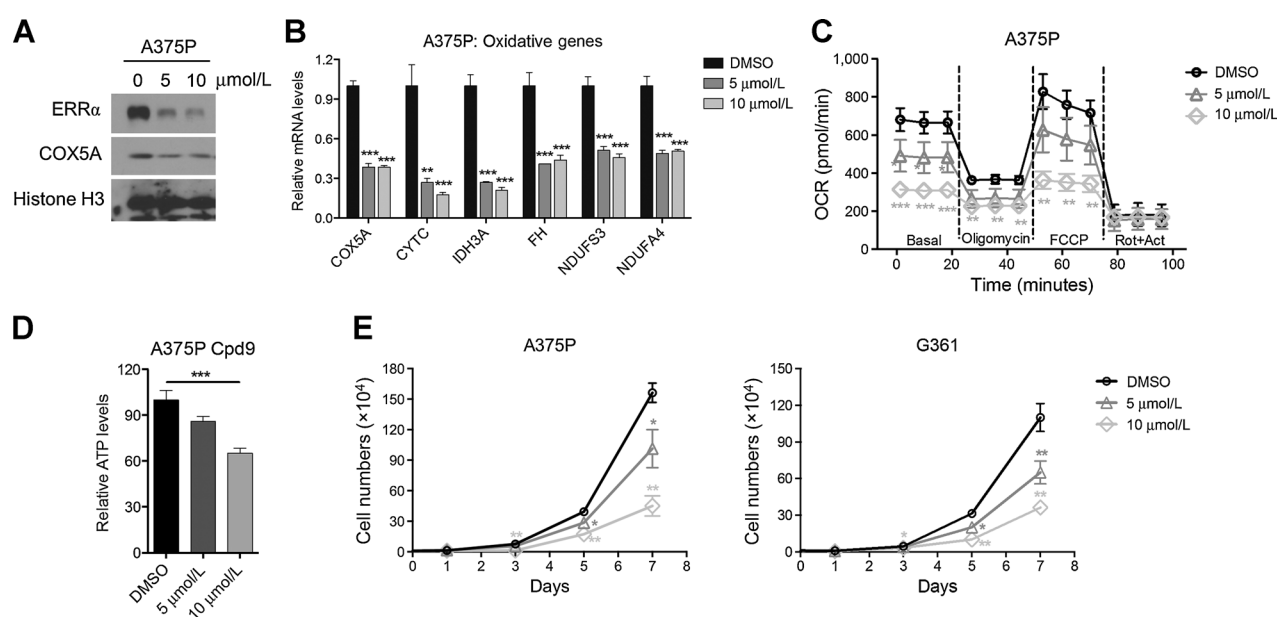 A
A375P
0 5 10 μmol/L
ERRα
COX5A
Histone H3
B
A375P: Oxidative genes
Relative mRNA levels
1.2
0.9
0.6
0.3
0.0
*** ***
** ***
*** ***
*** ***
*** ***
*** ***
COX5A
CYTC
IDH3A
FH
NDUFS3
NDUFA4
DMSO
5 μmol/L
10 μmol/L
C
A375P
OCR (pmol/min)
1,000
800
600
400
200
0
* * *
*** *** ***
** ** **
** ** **
Basal
Oligomycin
FCCP
Rot+Act
0 20 40 60 80 100
Time (minutes)
DMSO
5 μmol/L
10 μmol/L
D
A375P Cpd9
Relative ATP levels
120
90
60
30
0
***
DMSO
5 μmol/L
10 μmol/L
E
A375P
Cell numbers (×10⁴)
180
150
120
90
60
30
0
**
*
**
*
**
0 1 2 3 4 5 6 7 8
Days
G361
Cell numbers (×10⁴)
150
120
90
60
30
0
*
*
**
**
**
0 1 2 3 4 5 6 7 8
Days
DMSO
5 μmol/L
10 μmol/L